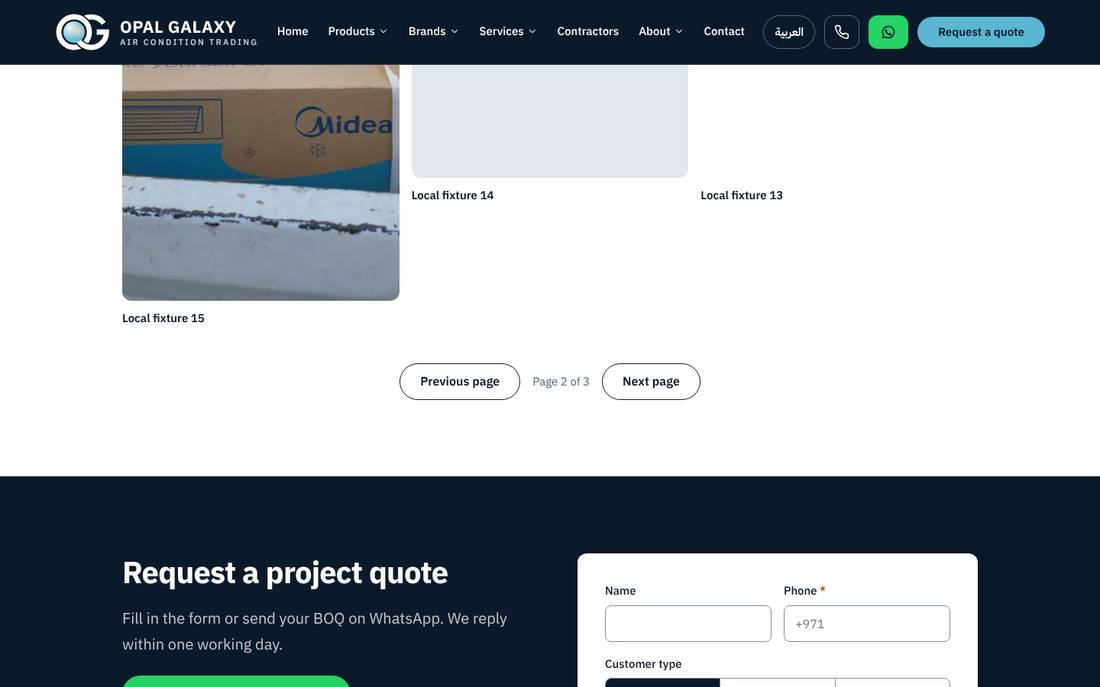 OPAL GALAXY
AIR CONDITION TRADING
Home
Products
Brands
Services
Contractors
About
Contact
العربية
Request a quote
Midea
Local fixture 14
Local fixture 13
Local fixture 15
Previous page
Page 2 of 3
Next page
Request a project quote
Fill in the form or send your BOQ on WhatsApp. We reply
within one working day.
Name
Phone *
+971
Customer type